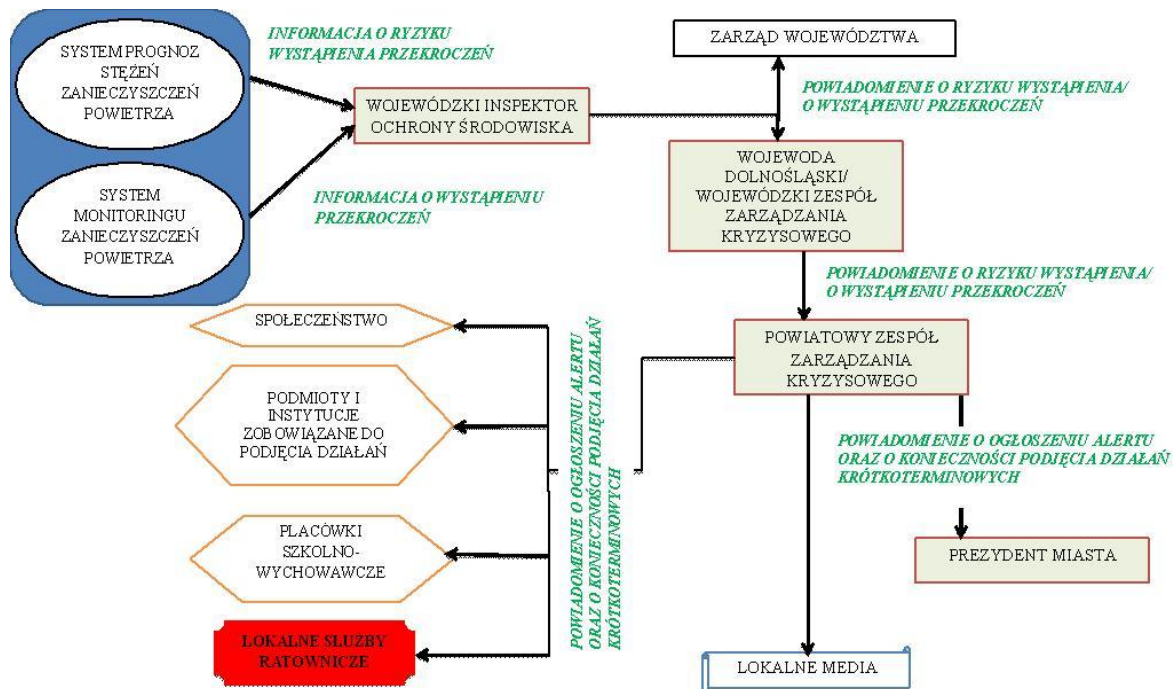 SYSTEM PROGNOZ
STĘŻEŃ
ZANIECZYSZCZEŃ
POWIETRZA
INFORMACJA O RYZYKU
WYSTĄPIENIA PRZEKROCZEŃ
ZARZĄD WOJEWÓDZTWA
WOJEWÓDZKI INSPEKTOR
OCHRONY ŚRODOWISKA
POWIADOMIENIE O RYZYKU WYSTĄPIENIA/
O WYSTĄPIENIU PRZEKROCZEŃ
SYSTEM
MONITORINGU
ZANIECZYSZCZEŃ
POWIETRZA
INFORMACJA O WYSTĄPIENIU
PRZEKROCZEŃ
WOJEWODA
DOLNOŚLĄSKI/
WOJEWÓDZKI ZESPÓŁ
ZARZĄDZANIA
KRYZYSOWEGO
POWIADOMIENIE O RYZYKU WYSTĄPIENIA/
O WYSTĄPIENIU PRZEKROCZEŃ
SPOŁECZEŃSTWO
POWIATOWY ZESPÓŁ
ZARZĄDZANIA
KRYZYSOWEGO
PODMIOTY I
INSTYTUCJE
ZOBOWIĄZANE DO
PODJĘCIA DZIAŁAŃ
POWIADOMIENIE O OGŁOSZENIU ALERTU
ORAZ O KONIECZNOŚCI PODJĘCIA DZIAŁAŃ
KRÓTKOTERMINOWYCH
POWIADOMIENIE O OGŁOSZENIU ALERTU
ORAZ O KONIECZNOŚCI PODJĘCIA DZIAŁAŃ
KRÓTKOTERMINOWYCH
PLACÓWKI
SZKOLNO-
WYCHOWAWCZE
PREZYDENT MIASTA
LOKALNE SŁUŻBY
RATOWNICZE
LOKALNE MEDIA